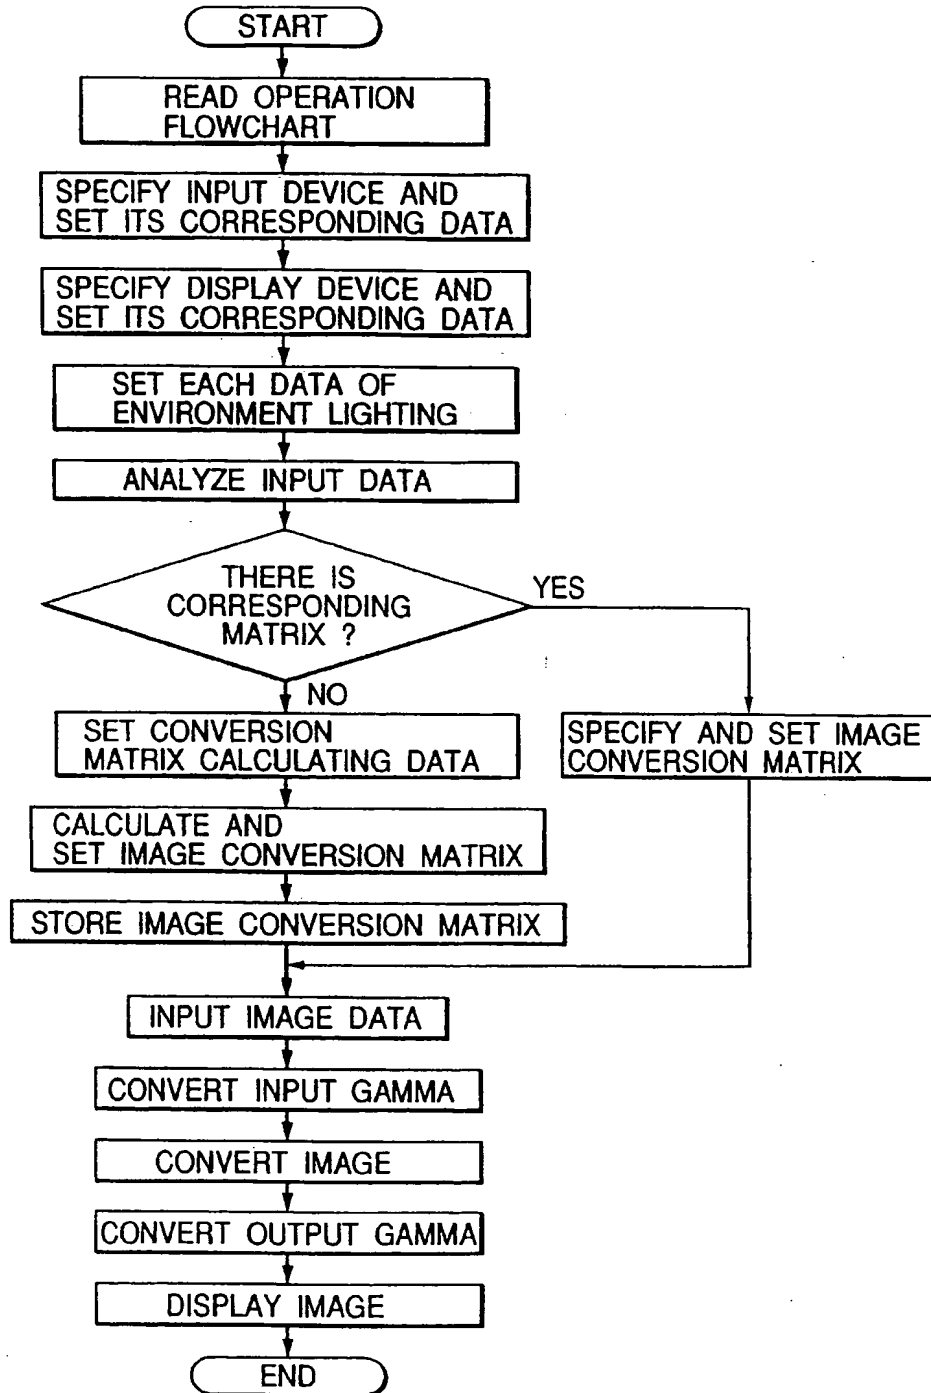 START
READ OPERATION
FLOWCHART
SPECIFY INPUT DEVICE AND
SET ITS CORRESPONDING DATA
SPECIFY DISPLAY DEVICE AND
SET ITS CORRESPONDING DATA
SET EACH DATA OF
ENVIRONMENT LIGHTING
ANALYZE INPUT DATA
THERE IS
CORRESPONDING
MATRIX ?
YES
NO
SET CONVERSION
MATRIX CALCULATING DATA
SPECIFY AND SET IMAGE
CONVERSION MATRIX
CALCULATE AND
SET IMAGE CONVERSION MATRIX
STORE IMAGE CONVERSION MATRIX
INPUT IMAGE DATA
CONVERT INPUT GAMMA
CONVERT IMAGE
CONVERT OUTPUT GAMMA
DISPLAY IMAGE
END